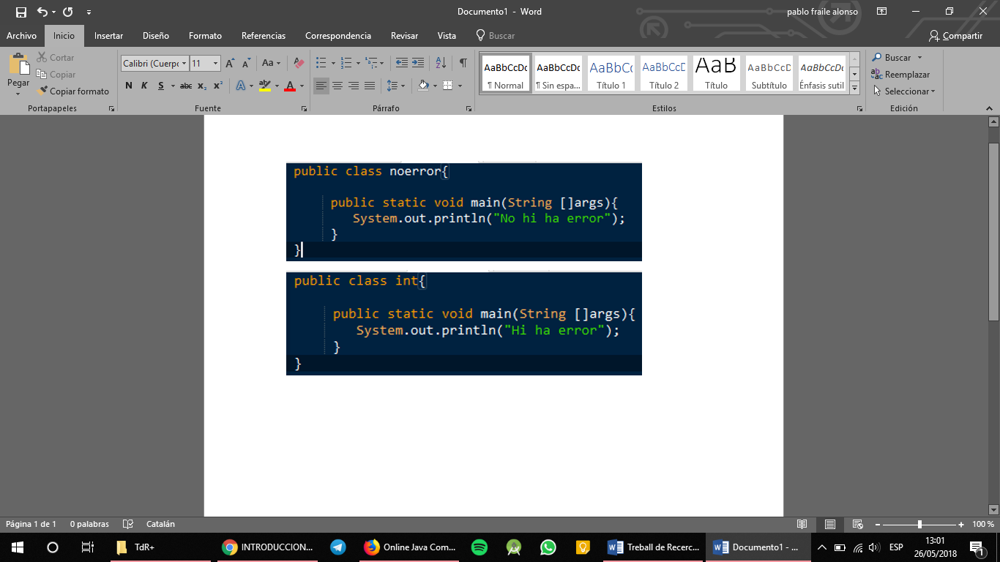 Documento1 - Word
pablo fraile alonso
Archivo Inicio Insertar Diseño Formato Referencias Correspondencia Revisar Vista Buscar Compartir
Pegar
Cortar
Copiar
Copiar formato
Portapapeles
Calibri (Cuerpo 11 Aa
N K S abc x₂ x² A ab A
Fuente
Párrafo
AaBbCcDc AaBbCcDc AaBbCc AaBbCcD AaB AaBbCcD AaBbCcDc
¶ Normal ¶ Sin espa... Título 1 Título 2 Título Subtítulo Énfasis sutil
Estilos
Buscar
Reemplazar
Seleccionar
Edición
public class noerror{
public static void main(String []args){
System.out.println("No hi ha error");
}
}
public class int{
public static void main(String []args){
System.out.println("Hi ha error");
}
}
Página 1 de 1 0 palabras Catalán 100 %
TdR+ INTRODUCCION... Online Java Com... Treball de Recerc... Documento1 - ... ESP 13:01
26/05/2018 1